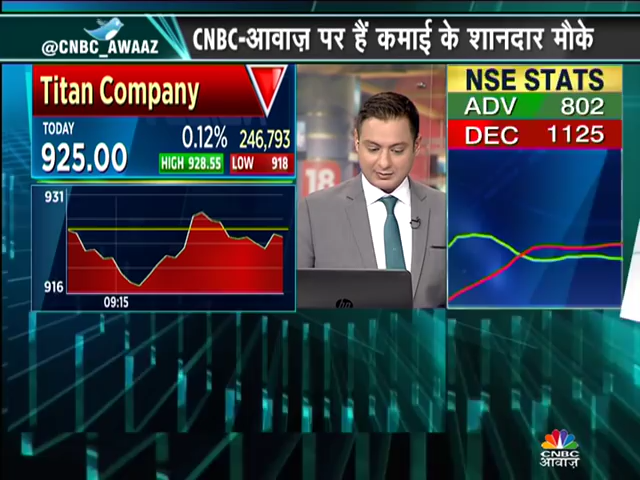 @CNBC_AWAAZ
CNBC-आवाज़ पर हैं कमाई के शानदार मौके
Titan Company
TODAY
925.00
0.12% 246,793
HIGH 928.55 LOW 918
931
916
09:15
18
hp
NSE STATS
ADV 802
DEC 1125
CNBC
आवाज़